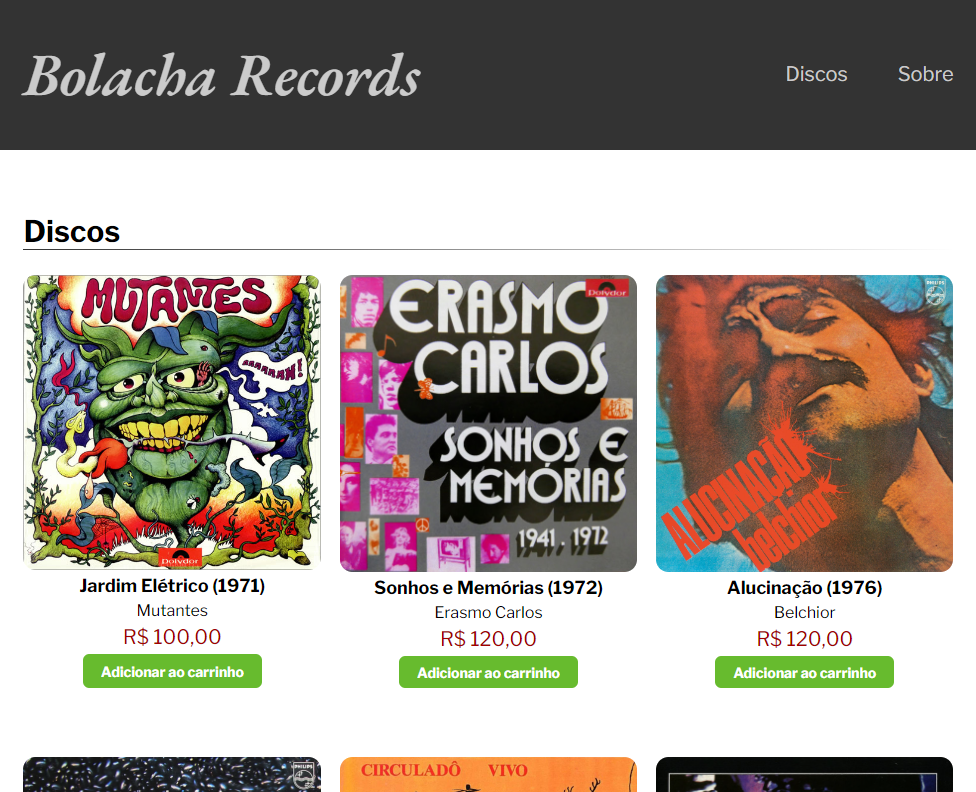 Bolacha Records
Discos
Sobre
Discos
MUTANTES
AAAAAAH!
Polydor
ERASMO
CARLOS
Polydor
SONHOS E
MEMÓRIAS
1941 . 1972
PHILIPS
ALUCINAÇÃO
belchior
Jardim Elétrico (1971)
Mutantes
R$ 100,00
Adicionar ao carrinho
Sonhos e Memórias (1972)
Erasmo Carlos
R$ 120,00
Adicionar ao carrinho
Alucinação (1976)
Belchior
R$ 120,00
Adicionar ao carrinho
PHILIPS
CIRCULADÔ VIVO